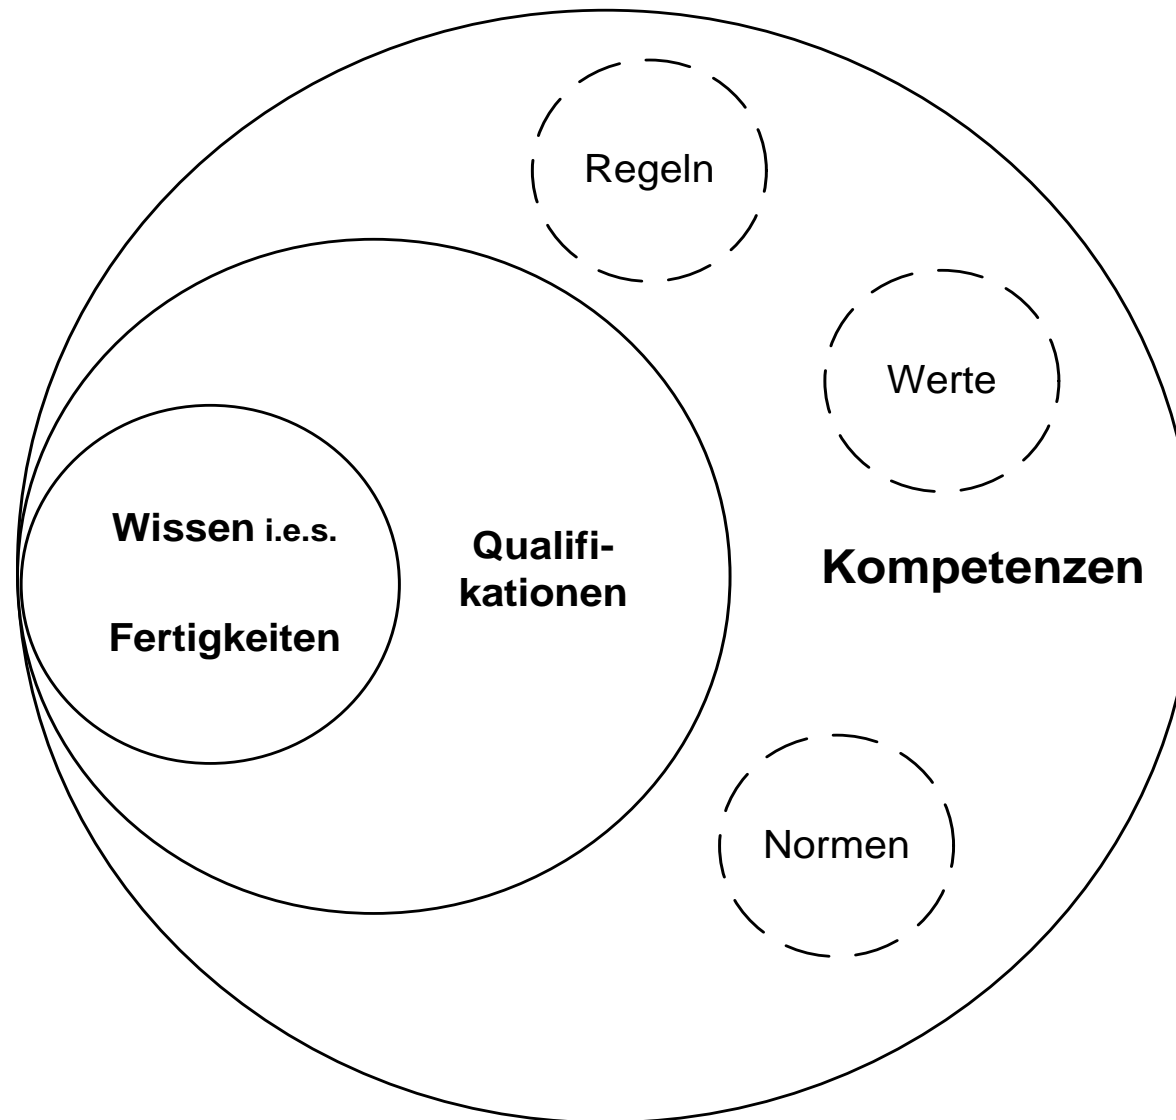 Regeln
Werte
Wissen i.e.s.
Fertigkeiten
Qualifi-
kationen
Kompetenzen
Normen